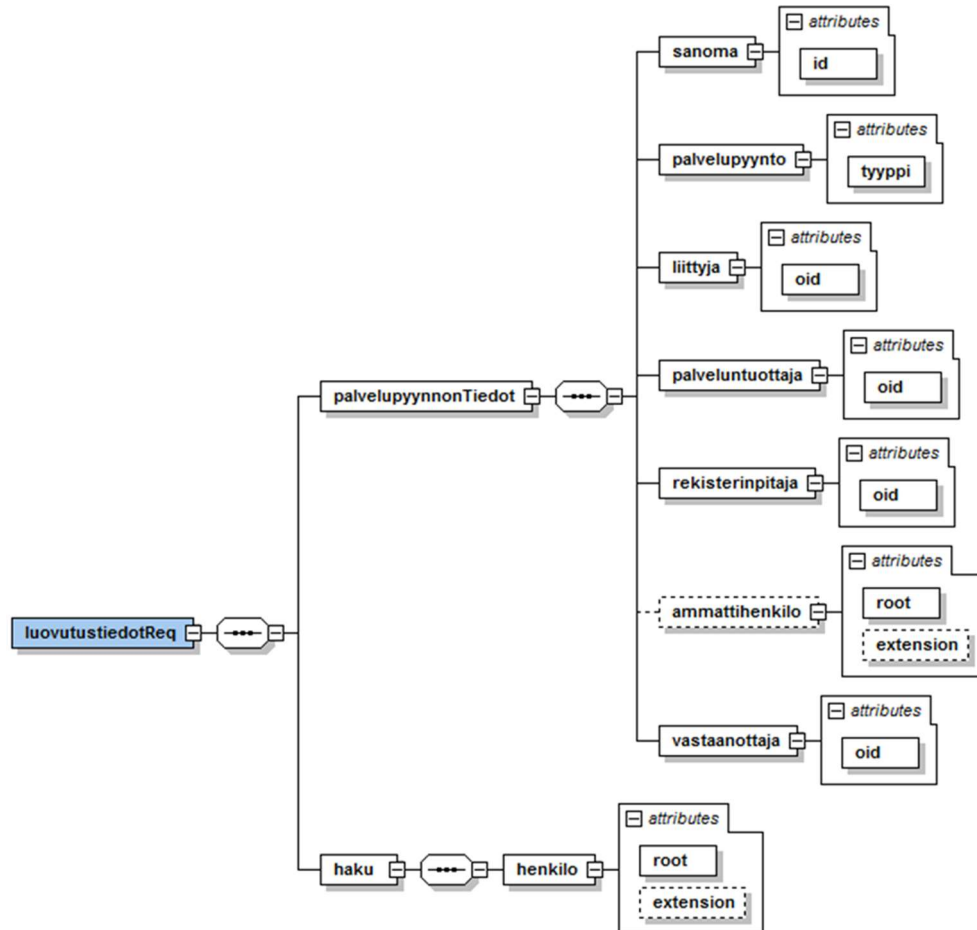 attributes
sanoma
id
attributes
palvelupyynto
tyyppi
attributes
liittyja
oid
attributes
palveluntuottaja
palvelupyynnonTiedot
oid
attributes
rekisterinpitaja
oid
attributes
ammattihenkilo
root
luovutustiedotReq
extension
attributes
vastaanottaja
oid
attributes
haku
henkilo
root
extension